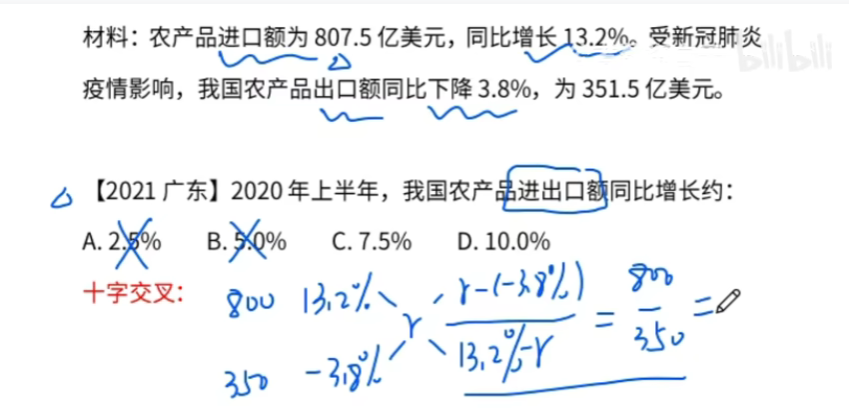 材料：农产品进口额为 807.5 亿美元，同比增长 13.2%。受新冠肺炎
bilibili
疫情影响，我国农产品出口额同比下降 3.8%，为 351.5 亿美元。
【2021 广东】2020 年上半年，我国农产品进出口额同比增长约：
A. 2.5% B. 5.0% C. 7.5% D. 10.0%
十字交叉：
800 13.2% r-(-3.8%) 800
r — = — =
350 -3.8% 13.2%-r 350